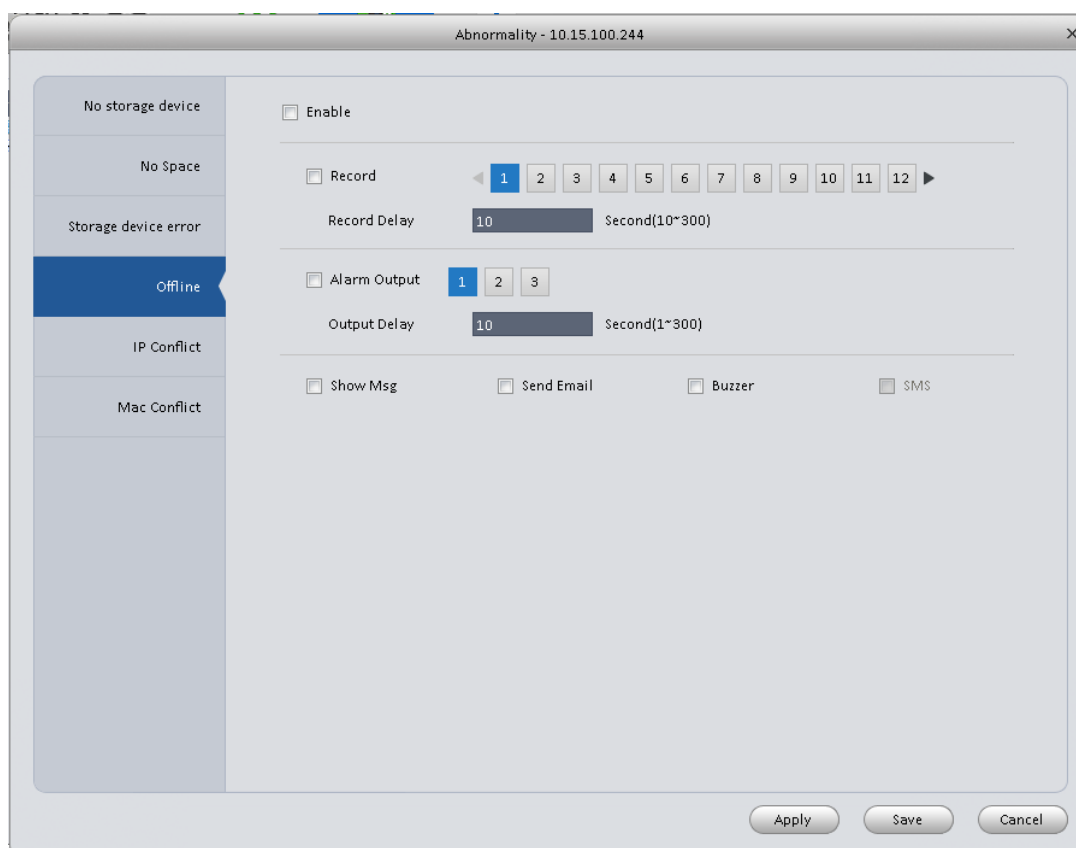 Abnormality - 10.15.100.244
No storage device
No Space
Storage device error
Offline
IP Conflict
Mac Conflict
Enable
Record 1 2 3 4 5 6 7 8 9 10 11 12
Record Delay 10 Second(10~300)
Alarm Output 1 2 3
Output Delay 10 Second(1~300)
Show Msg Send Email Buzzer SMS
Apply Save Cancel